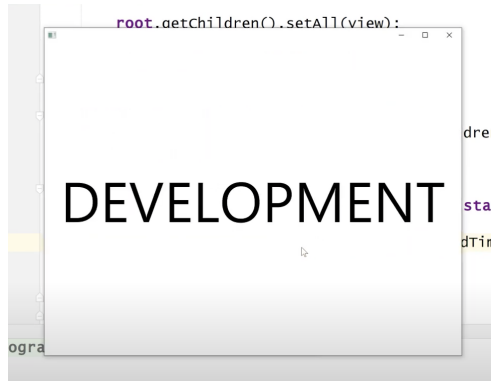 root.getChildren().setAll(view);
dre
DEVELOPMENT
sta
dTim
ogra